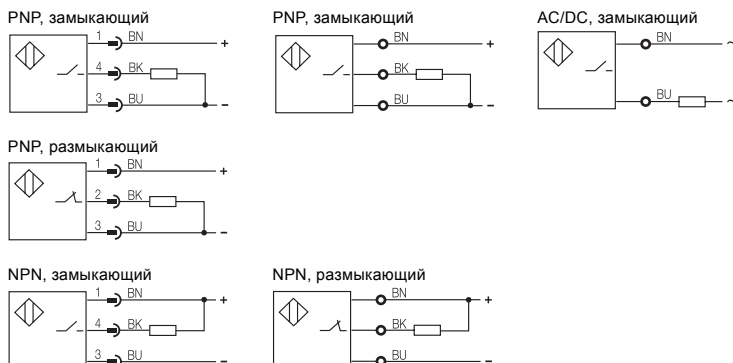 PNP, замыкающий
1 BN +
4 BK
3 BU –
PNP, замыкающий
BN +
BK
BU –
AC/DC, замыкающий
BN ~
BU ~
PNP, размыкающий
1 BN +
2 BK
3 BU –
NPN, замыкающий
1 BN +
4 BK
3 BU –
NPN, размыкающий
BN +
BK
BU –